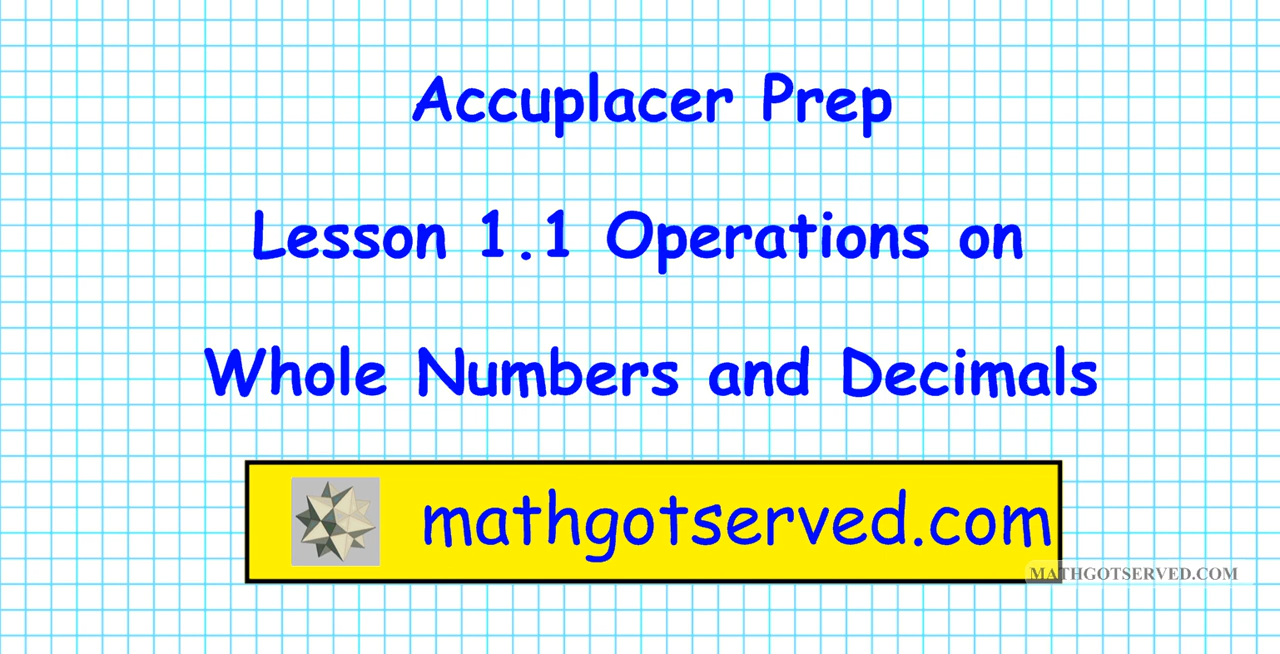 Accuplacer Prep
Lesson 1.1 Operations on
Whole Numbers and Decimals
mathgotserved.com
MATHGOTSERVED.COM